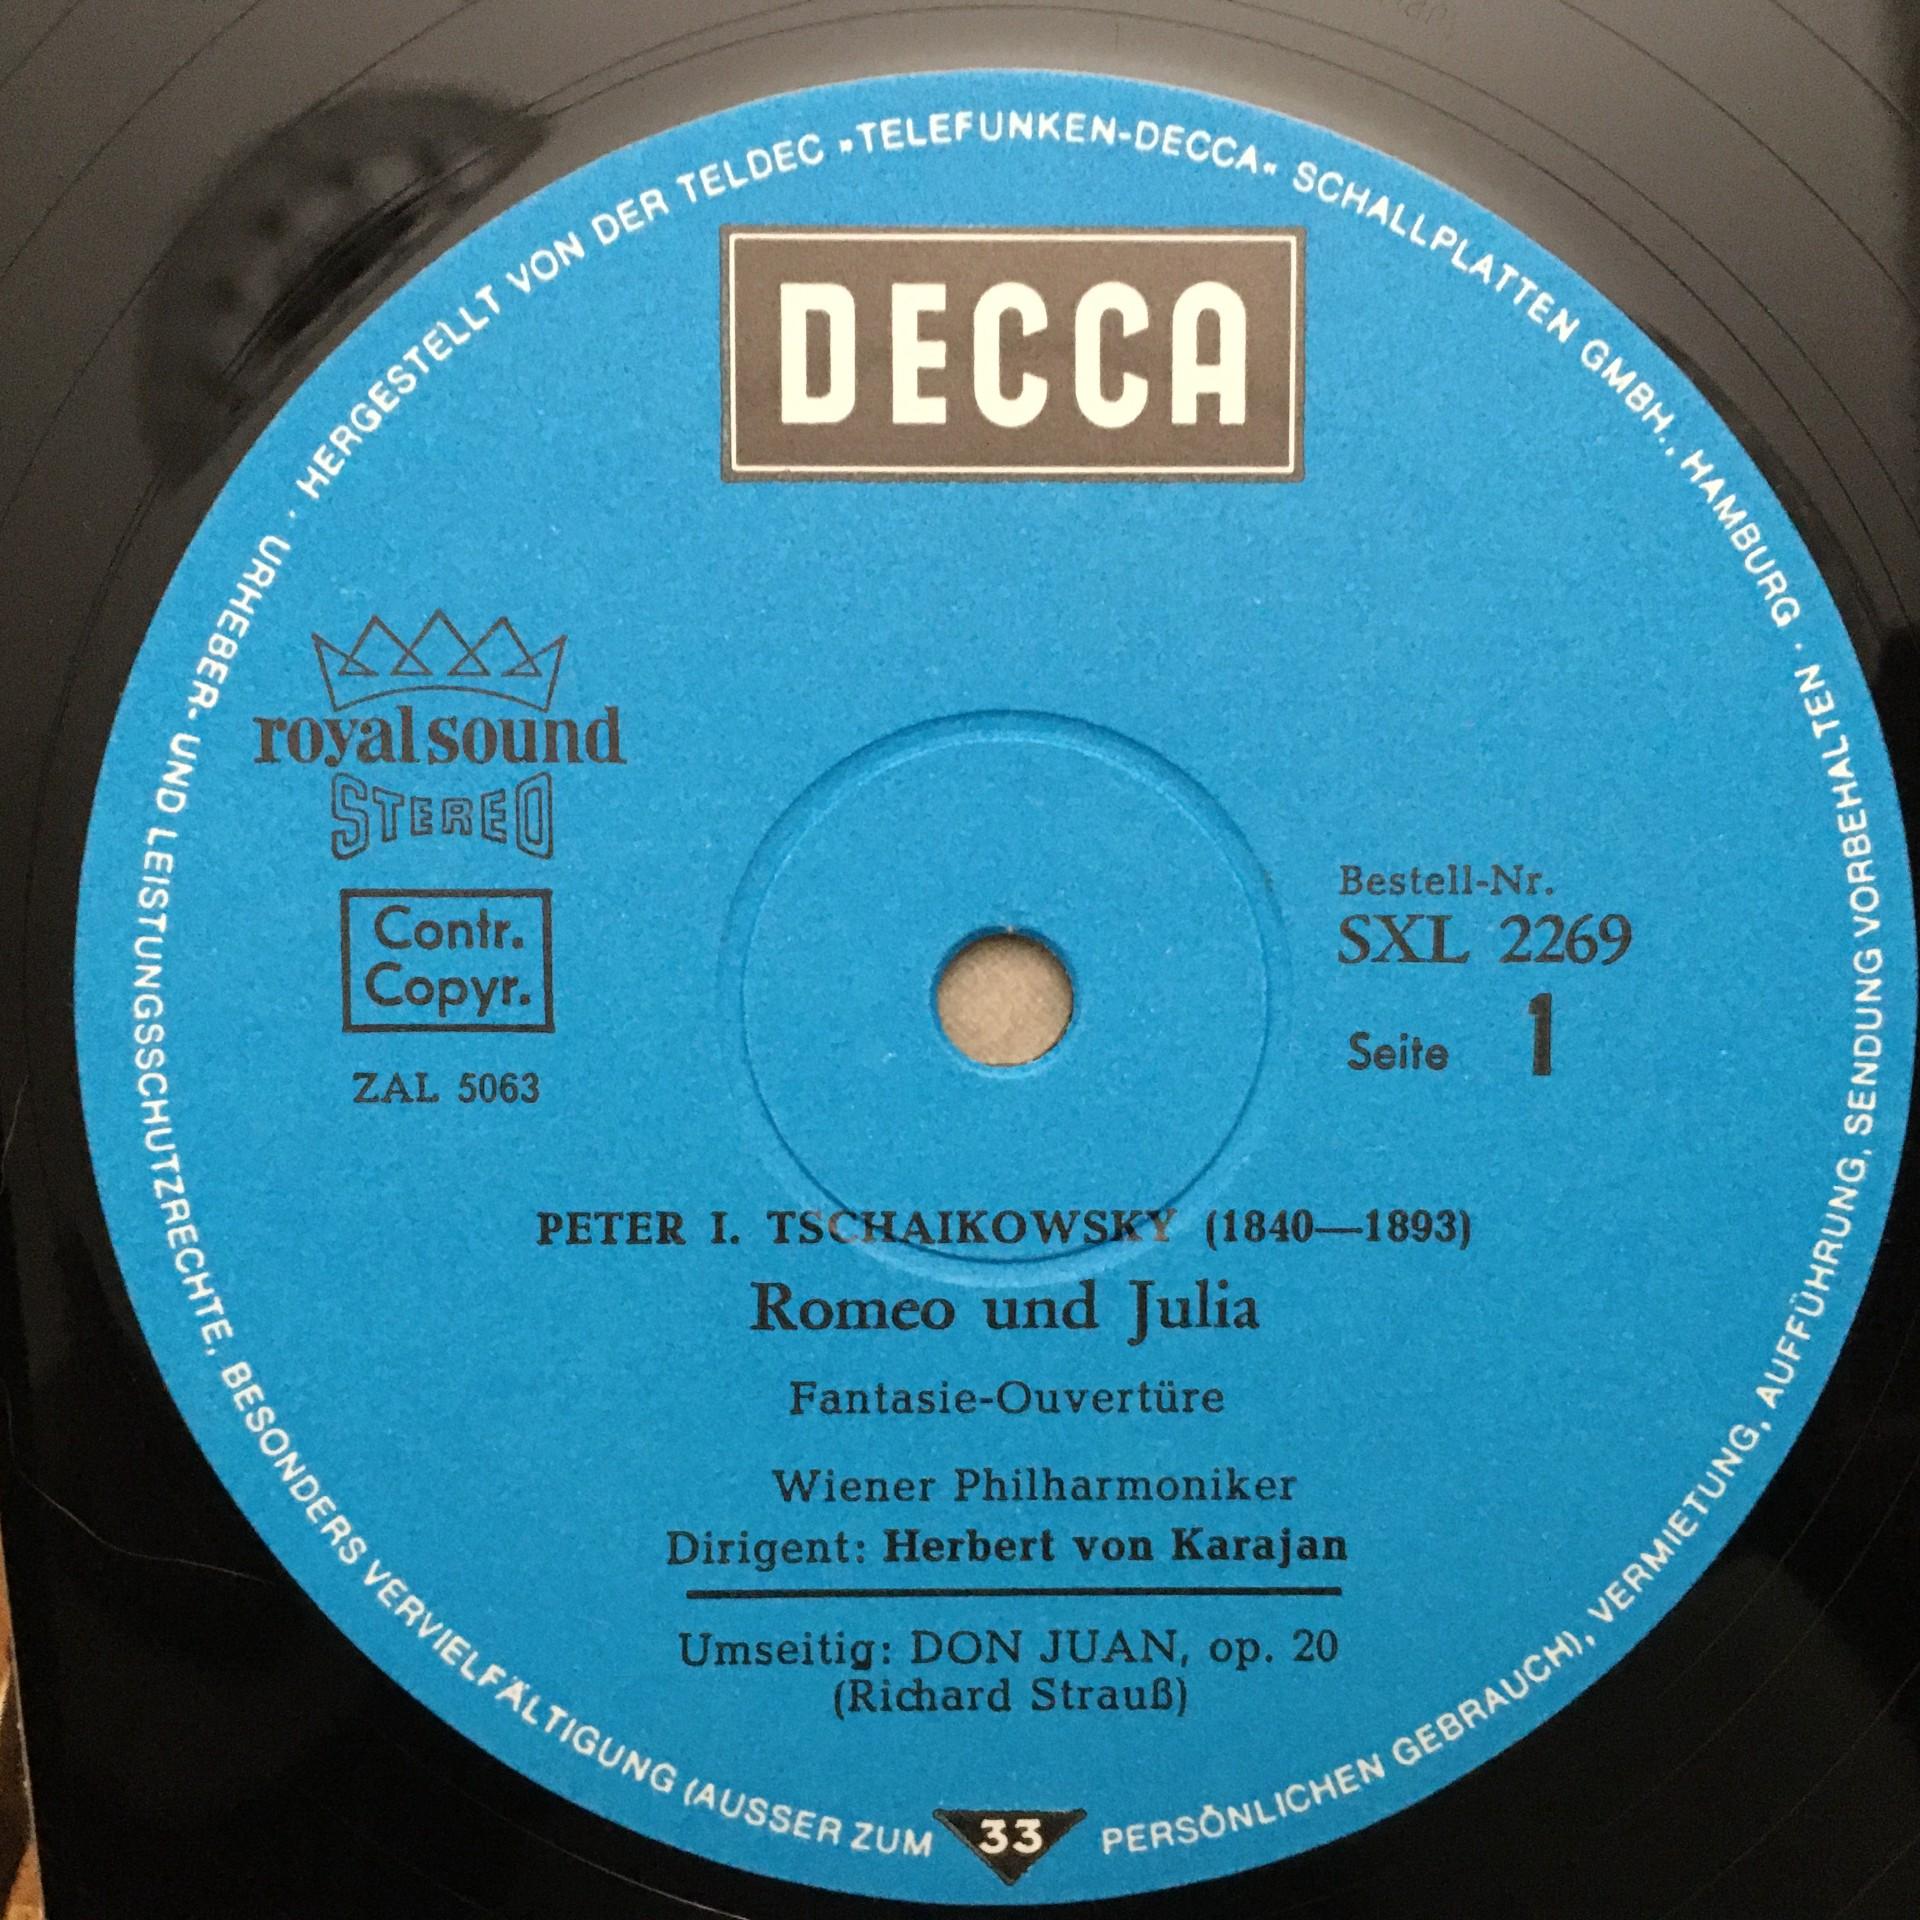 HERGESTELLT VON DER TELDEC »TELEFUNKEN-DECCA« SCHALLPLATTEN GMBH., HAMBURG ·
DECCA
royal sound
STEREO
Contr.
Copyr.
ZAL 5063
Bestell-Nr.
SXL 2269
Seite 1
PETER I. TSCHAIKOWSKY (1840—1893)
Romeo und Julia
Fantasie-Ouvertüre
Wiener Philharmoniker
Dirigent: Herbert von Karajan
Umseitig: DON JUAN, op. 20
(Richard Strauß)
33
URHEBER- UND LEISTUNGSSCHUTZRECHTE, BESONDERS VERVIELFÄLTIGUNG (AUSSER ZUM PERSÖNLICHEN GEBRAUCH), VERMIETUNG, AUFFÜHRUNG, SENDUNG VORBEHALTEN ·